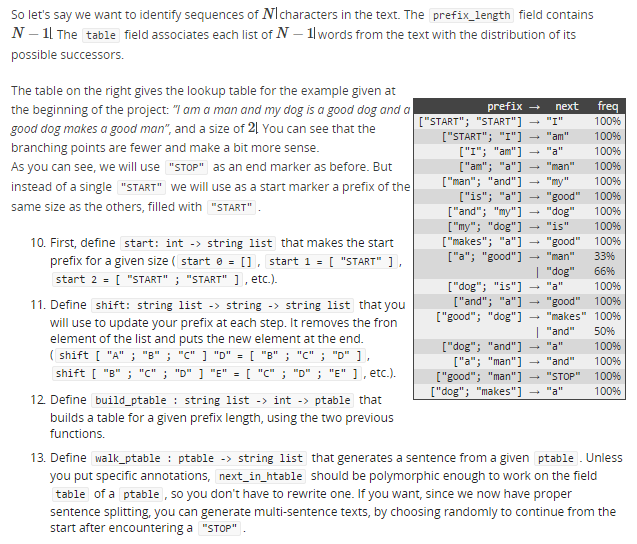 So let's say we want to identify sequences of N characters in the text. The prefix_length field contains
N − 1. The table field associates each list of N − 1 words from the text with the distribution of its
possible successors.
The table on the right gives the lookup table for the example given at
the beginning of the project: "I am a man and my dog is a good dog and a
good dog makes a good man", and a size of 2. You can see that the
branching points are fewer and make a bit more sense.
As you can see, we will use "STOP" as an end marker as before. But
instead of a single "START" we will use as a start marker a prefix of the
same size as the others, filled with "START".
prefix → next freq
["START"; "START"] → "I" 100%
["START"; "I"] → "am" 100%
["I"; "am"] → "a" 100%
["am"; "a"] → "man" 100%
["man"; "and"] → "my" 100%
["is"; "a"] → "good" 100%
["and"; "my"] → "dog" 100%
["my"; "dog"] → "is" 100%
["makes"; "a"] → "good" 100%
["a"; "good"] → "man" 33%
| "dog" 66%
["dog"; "is"] → "a" 100%
["and"; "a"] → "good" 100%
["good"; "dog"] → "makes" 100%
| "and" 50%
["dog"; "and"] → "a" 100%
["a"; "man"] → "and" 100%
["good"; "man"] → "STOP" 100%
["dog"; "makes"] → "a" 100%
10. First, define start: int -> string list that makes the start
prefix for a given size ( start 0 = [] , start 1 = [ "START" ] ,
start 2 = [ "START" ; "START" ] , etc.).
11. Define shift: string list -> string -> string list that you
will use to update your prefix at each step. It removes the fron
element of the list and puts the new element at the end.
( shift [ "A" ; "B" ; "C" ] "D" = [ "B" ; "C" ; "D" ] ,
shift [ "B" ; "C" ; "D" ] "E" = [ "C" ; "D" ; "E" ] , etc.).
12. Define build_ptable : string list -> int -> ptable that
builds a table for a given prefix length, using the two previous
functions.
13. Define walk_ptable : ptable -> string list that generates a sentence from a given ptable . Unless
you put specific annotations, next_in_htable should be polymorphic enough to work on the field
table of a ptable , so you don't have to rewrite one. If you want, since we now have proper
sentence splitting, you can generate multi-sentence texts, by choosing randomly to continue from the
start after encountering a "STOP" .